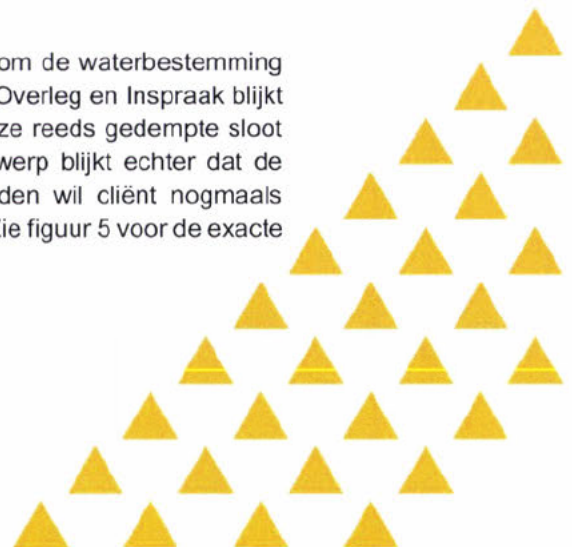 om de waterbestemming
Overleg en Inspraak blijkt
ze reeds gedempte sloot
werp blijkt echter dat de
den wil cliënt nogmaals
ie figuur 5 voor de exacte